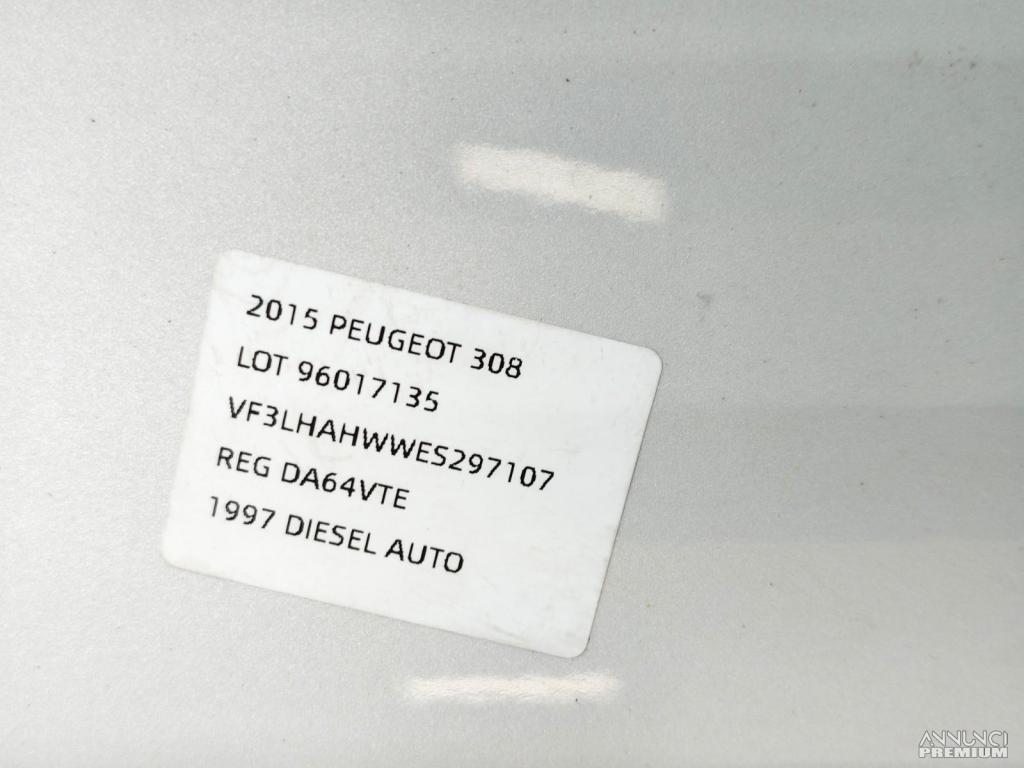 2015 PEUGEOT 308
LOT 96017135
VF3LHAHWWES297107
REG DA64VTE
1997 DIESEL AUTO
ANNUNCI
PREMIUM